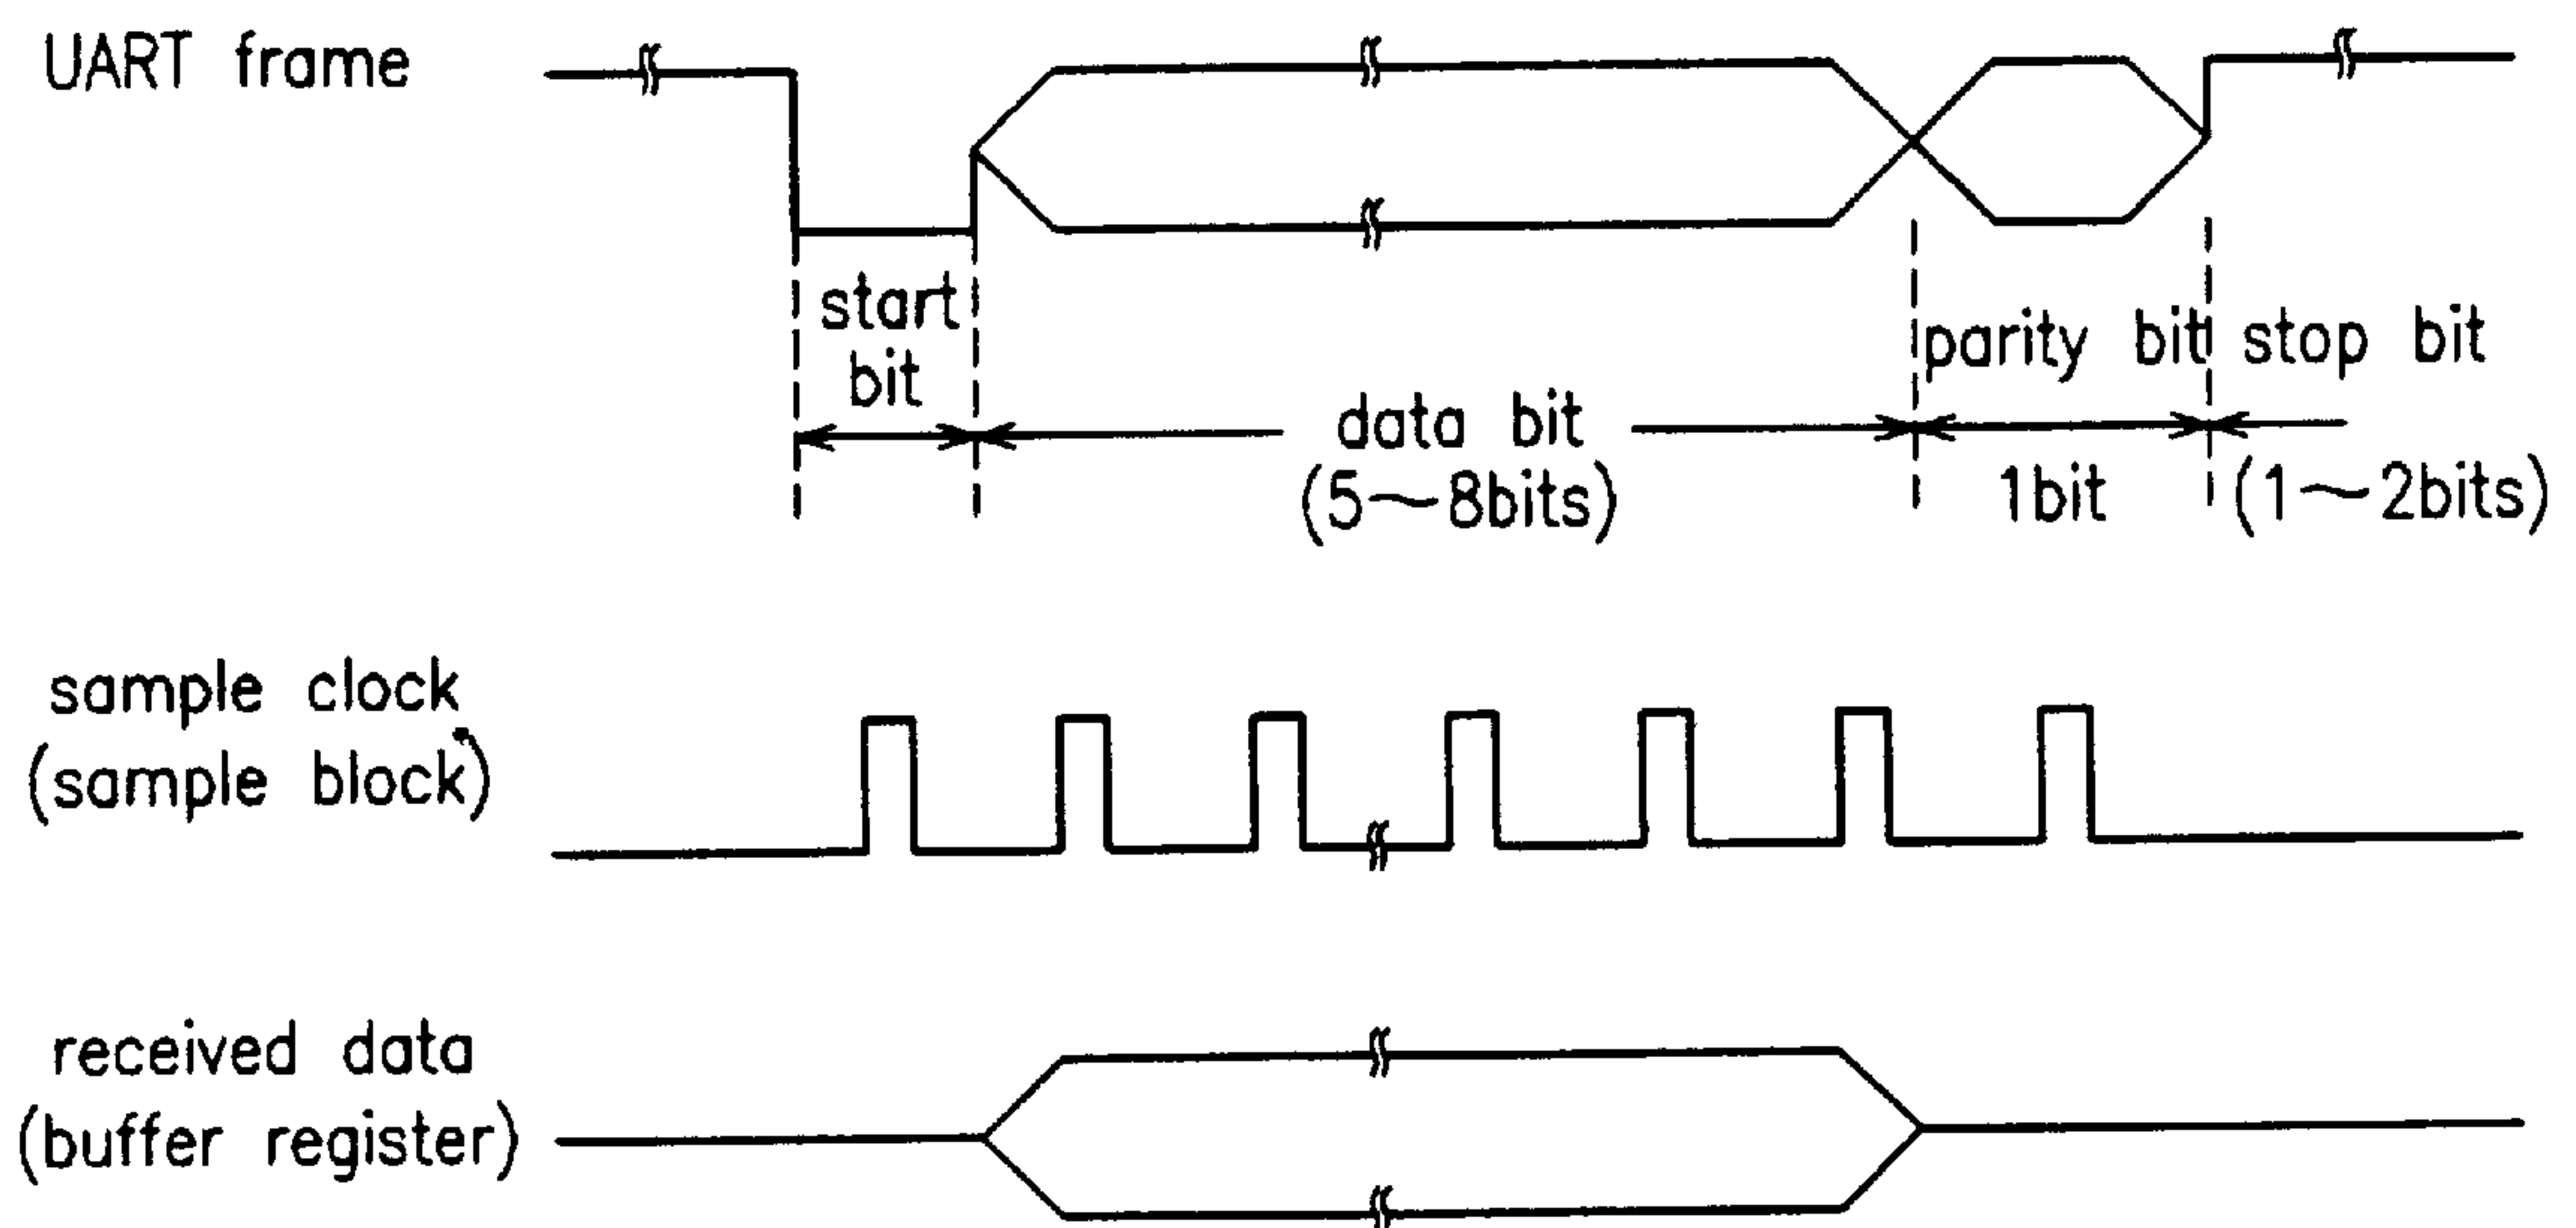 UART frame
start
bit
parity bit
stop bit
data bit
(5~8bits)
1bit
(1~2bits)
sample clock
(sample block)
received data
(buffer register)